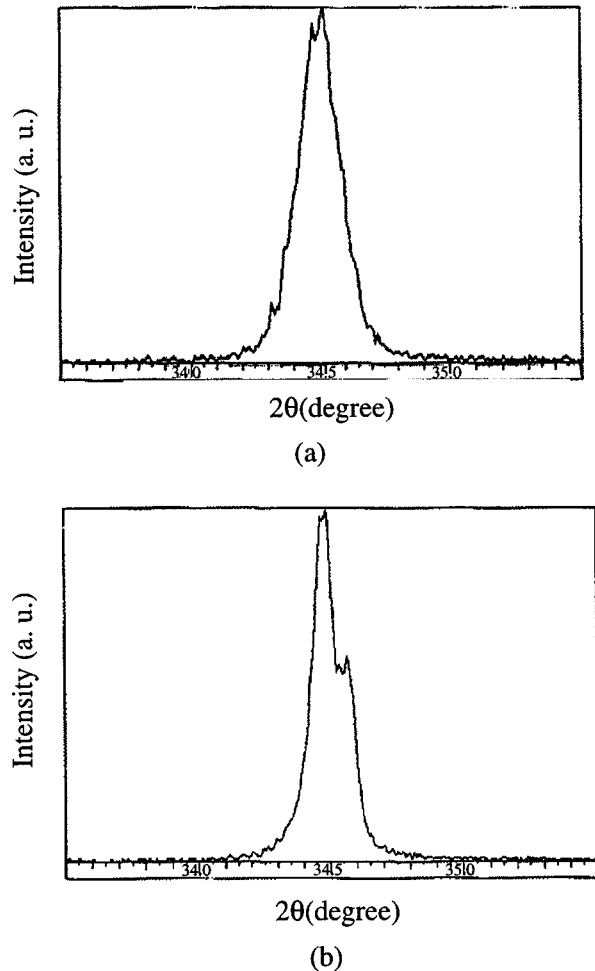 Intensity (a. u.)
34.0 34.5 35.0
2θ(degree)
(a)
Intensity (a. u.)
34.0 34.5 35.0
2θ(degree)
(b)